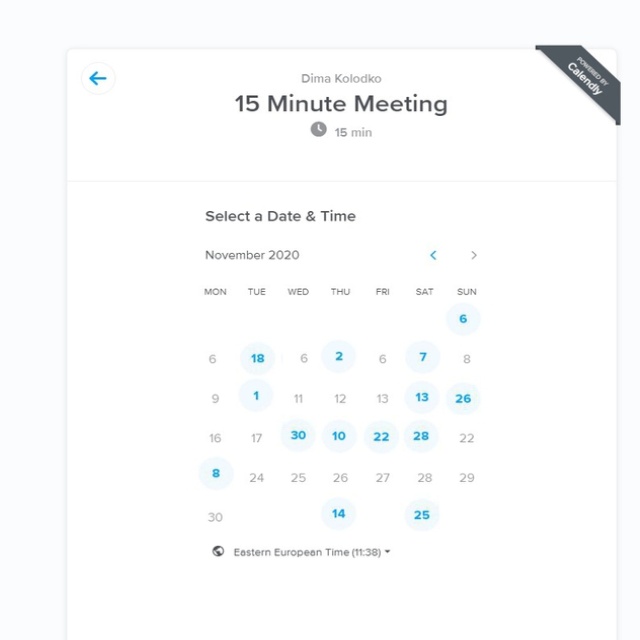 Dima Kolodko
POWERED BY
Calendly
15 Minute Meeting
15 min
Select a Date & Time
November 2020
MON TUE WED THU FRI SAT SUN
6
6 18 6 2 6 7 8
9 1 11 12 13 13 26
16 17 30 10 22 28 22
8 24 25 26 27 28 29
30 14 25
Eastern European Time (11:38)